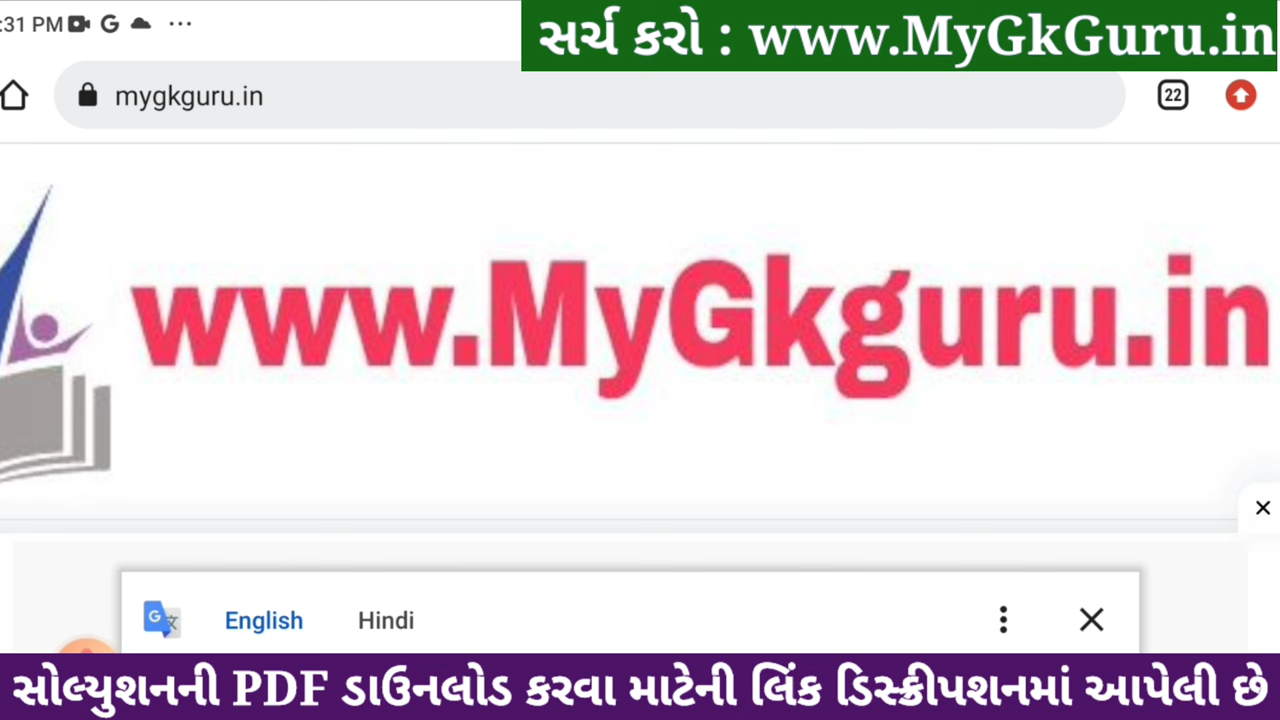 :31 PM
સર્ચ કરો : www.MyGkGuru.in
mygkguru.in
22
www.MyGkguru.in
English Hindi
સોલ્યુશનની PDF ડાઉનલોડ કરવા માટેની લિંક ડિસ્ક્રીપશનમાં આપેલી છે